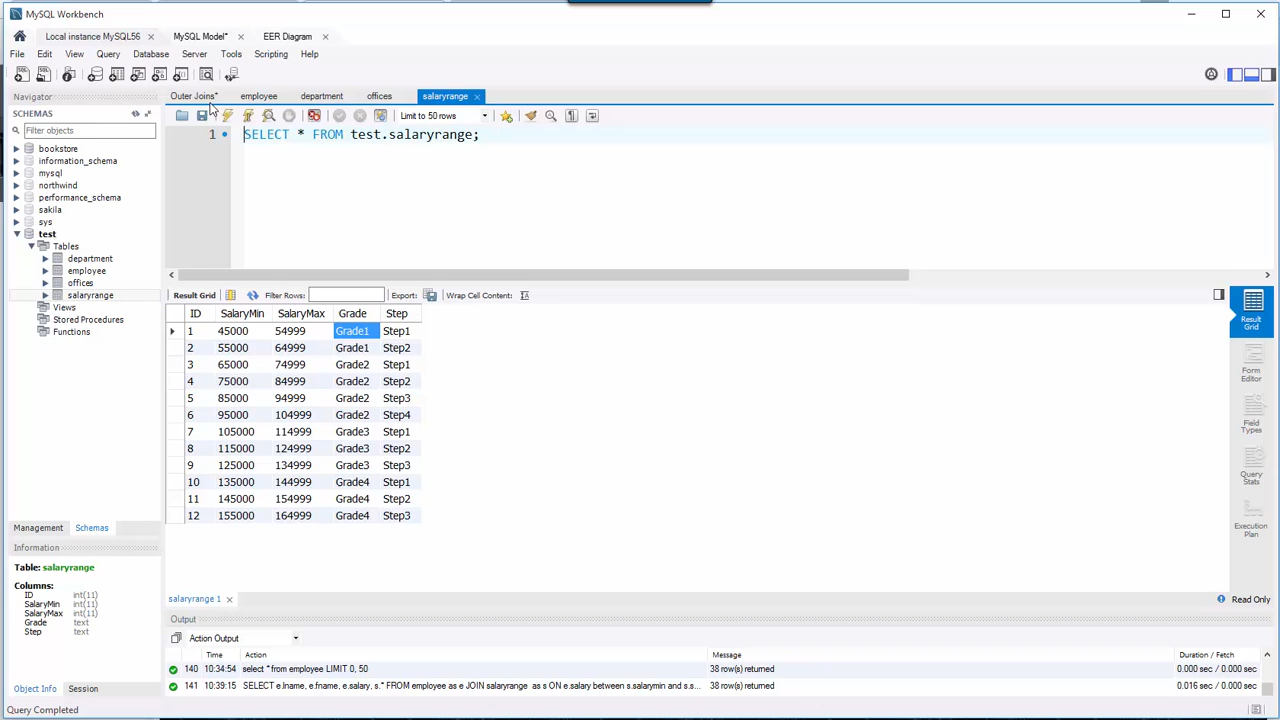 MySQL Workbench
Local instance MySQL56
MySQL Model*
EER Diagram
File Edit View Query Database Server Tools Scripting Help
Navigator
Outer Joins* employee department offices salaryrange
SCHEMAS
Limit to 50 rows
Filter objects
1 SELECT * FROM test.salaryrange;
bookstore
information_schema
mysql
northwind
performance_schema
sakila
sys
test
Tables
department
employee
offices
salaryrange
Views
Stored Procedures
Functions
Result Grid Filter Rows: Export: Wrap Cell Content:
ID SalaryMin SalaryMax Grade Step
1 45000 54999 Grade1 Step1
2 55000 64999 Grade1 Step2
3 65000 74999 Grade2 Step1
4 75000 84999 Grade2 Step2
5 85000 94999 Grade2 Step3
6 95000 104999 Grade2 Step4
7 105000 114999 Grade3 Step1
8 115000 124999 Grade3 Step2
9 125000 134999 Grade3 Step3
10 135000 144999 Grade4 Step1
11 145000 154999 Grade4 Step2
12 155000 164999 Grade4 Step3
Result
Grid
Form
Editor
Field
Types
Query
Stats
Execution
Plan
Management Schemas
Information
Table: salaryrange
Columns:
ID int(11)
SalaryMin int(11)
SalaryMax int(11)
Grade text
Step text
salaryrange 1
Read Only
Output
Action Output
Time Action Message Duration / Fetch
140 10:34:54 select * from employee LIMIT 0, 50 38 row(s) returned 0.000 sec / 0.000 sec
141 10:39:15 SELECT e.lname, e.fname, e.salary, s.* FROM employee as e JOIN salaryrange as s ON e.salary between s.salarymin and s.s... 38 row(s) returned 0.016 sec / 0.000 sec
Object Info Session
Query Completed